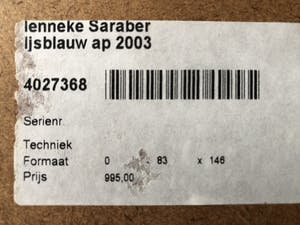 Ienneke Saraber
Ijsblauw ap 2003
4027368
Serienr.
Techniek
Formaat 0 83 x 146
Prijs 995,00